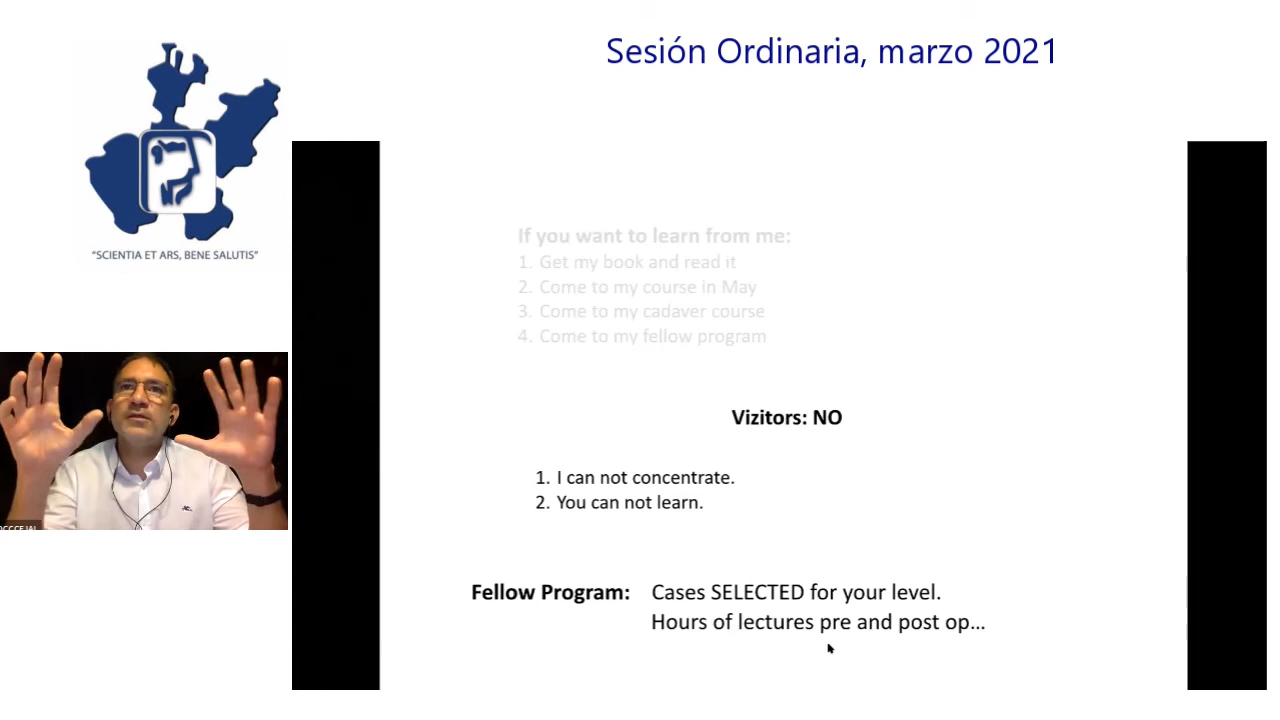 Sesión Ordinaria, marzo 2021
"SCIENTIA ET ARS, BENE SALUTIS"
If you want to learn from me:
1. Get my book and read it
2. Come to my course in May
3. Come to my cadaver course
4. Come to my fellow program
Vizitors: NO
1. I can not concentrate.
2. You can not learn.
Fellow Program: Cases SELECTED for your level.
Hours of lectures pre and post op...